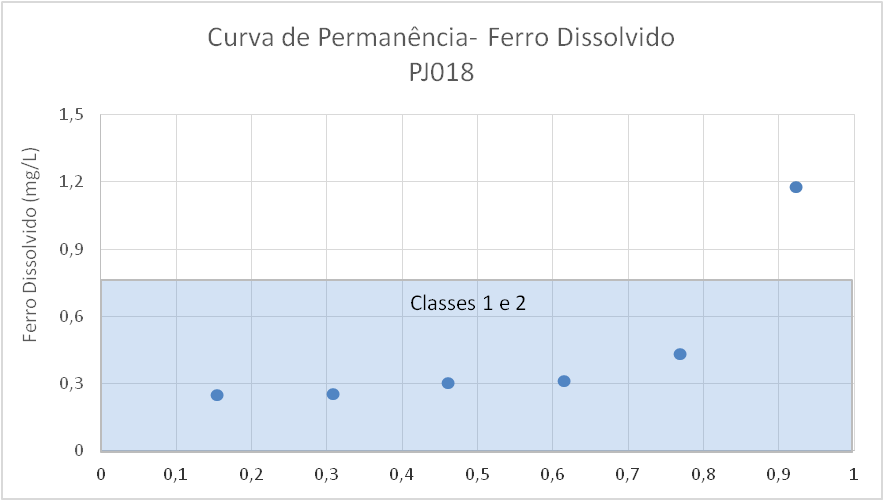 Curva de Permanência- Ferro Dissolvido
PJ018
Ferro Dissolvido (mg/L)
1,5
1,2
0,9
0,6
0,3
0
Classes 1 e 2
0 0,1 0,2 0,3 0,4 0,5 0,6 0,7 0,8 0,9 1